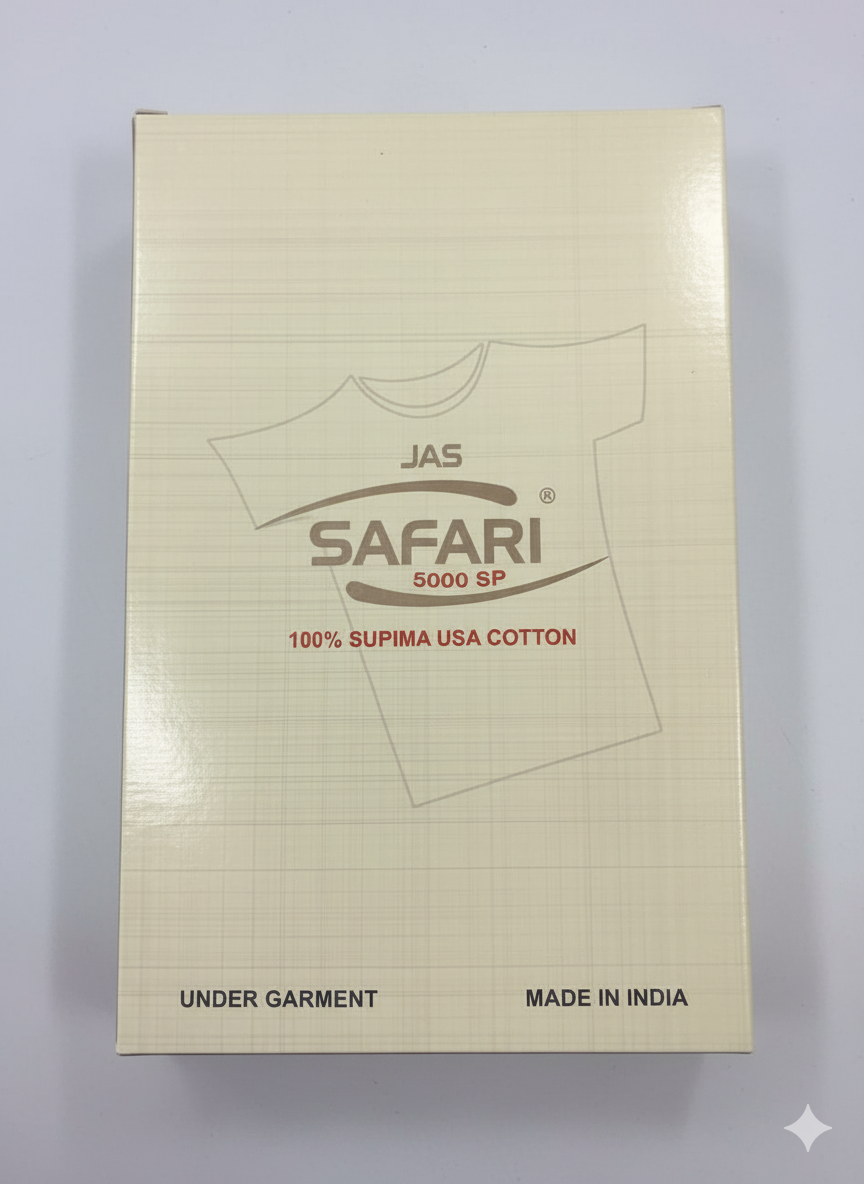 JAS
SAFARI®
5000 SP
100% SUPIMA USA COTTON
UNDER GARMENT
MADE IN INDIA